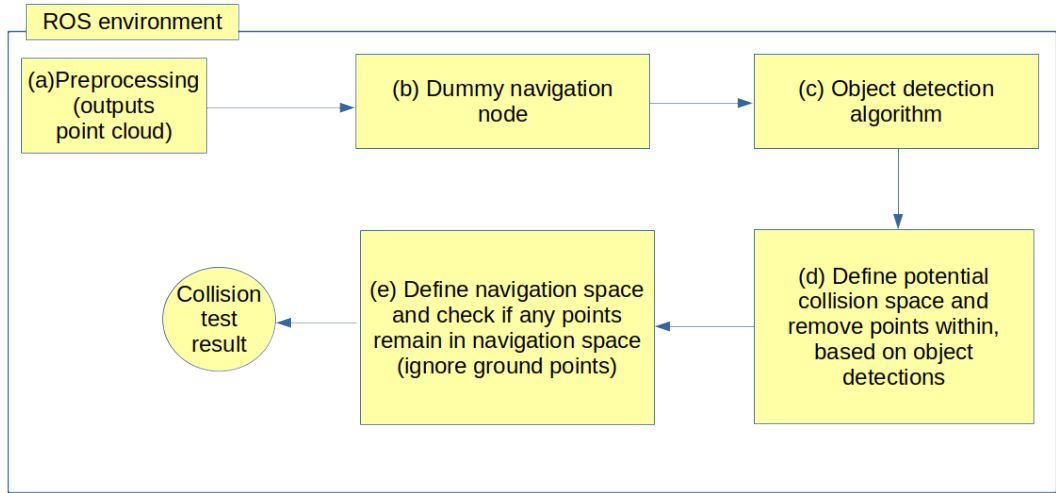 ROS environment
(a)Preprocessing
(outputs
point cloud)
(b) Dummy navigation
node
(c) Object detection
algorithm
(d) Define potential
collision space and
remove points within,
based on object
detections
(e) Define navigation space
and check if any points
remain in navigation space
(ignore ground points)
Collision
test
result